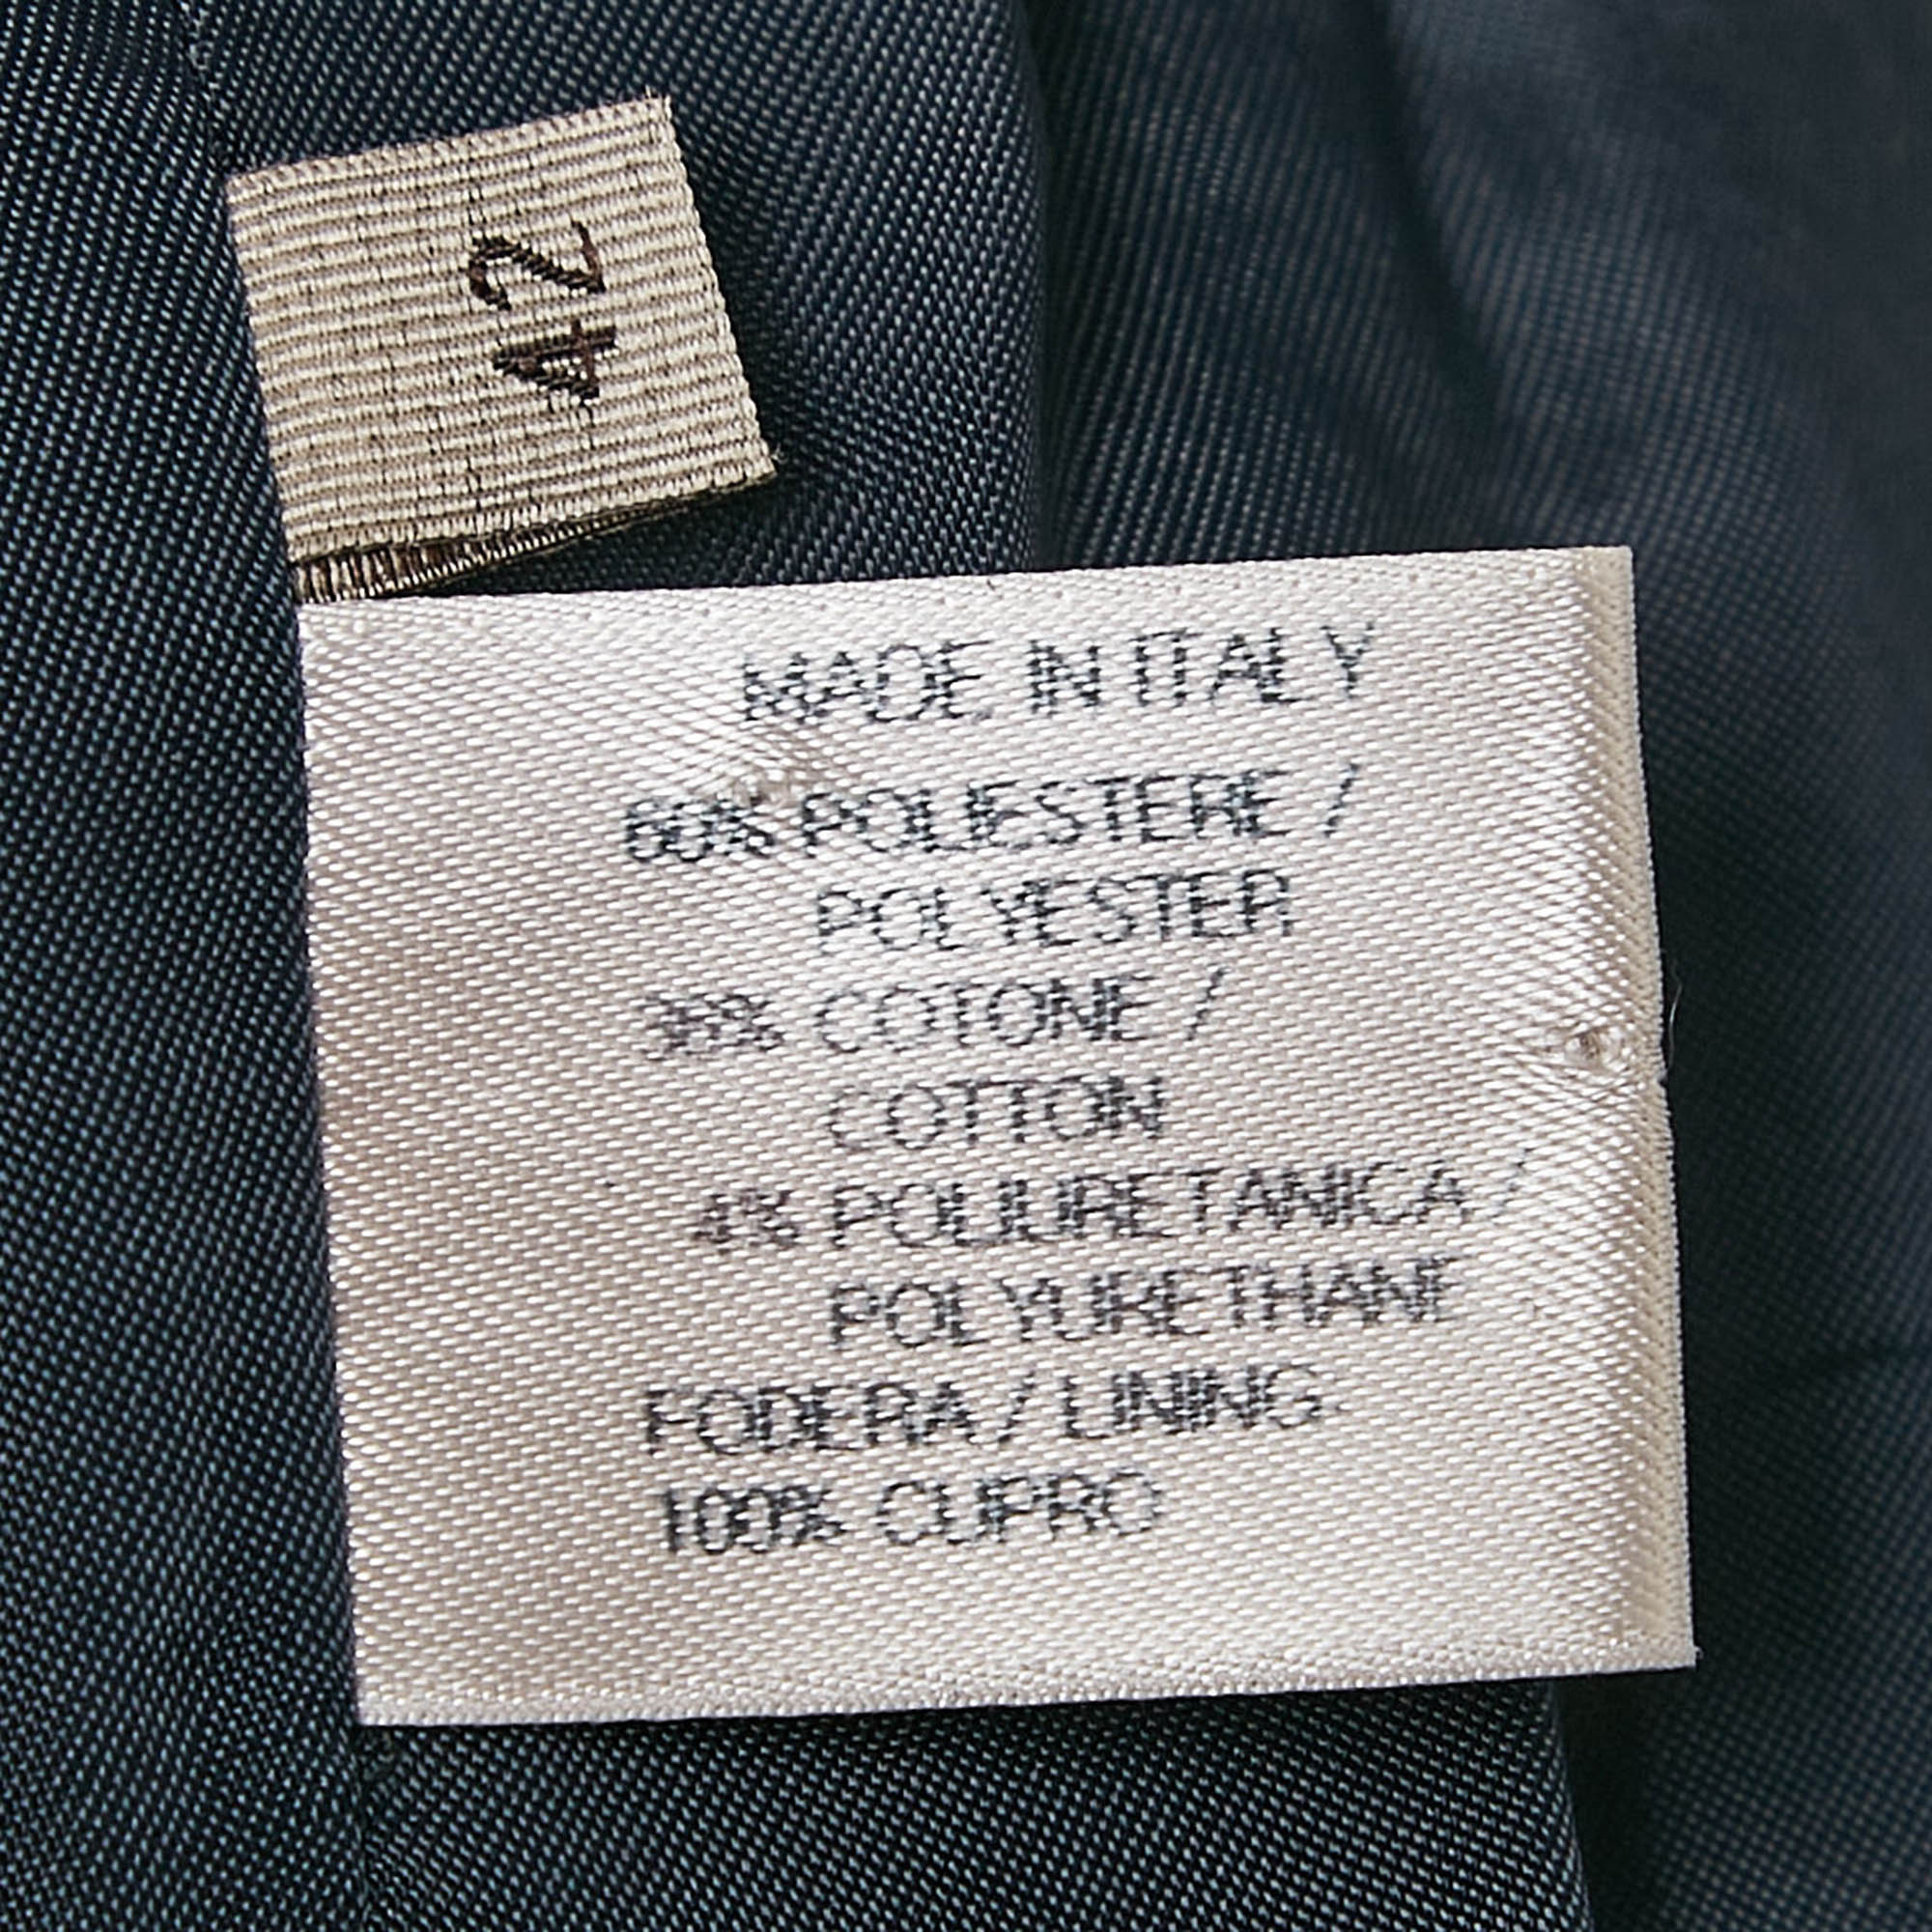 42
MADE IN ITALY
60% POLIESTERE /
POLYESTER
36% COTONE /
COTTON
4% POLIURETANICA /
POLYURETHANE
FODERA / LINING
100% CUPRO